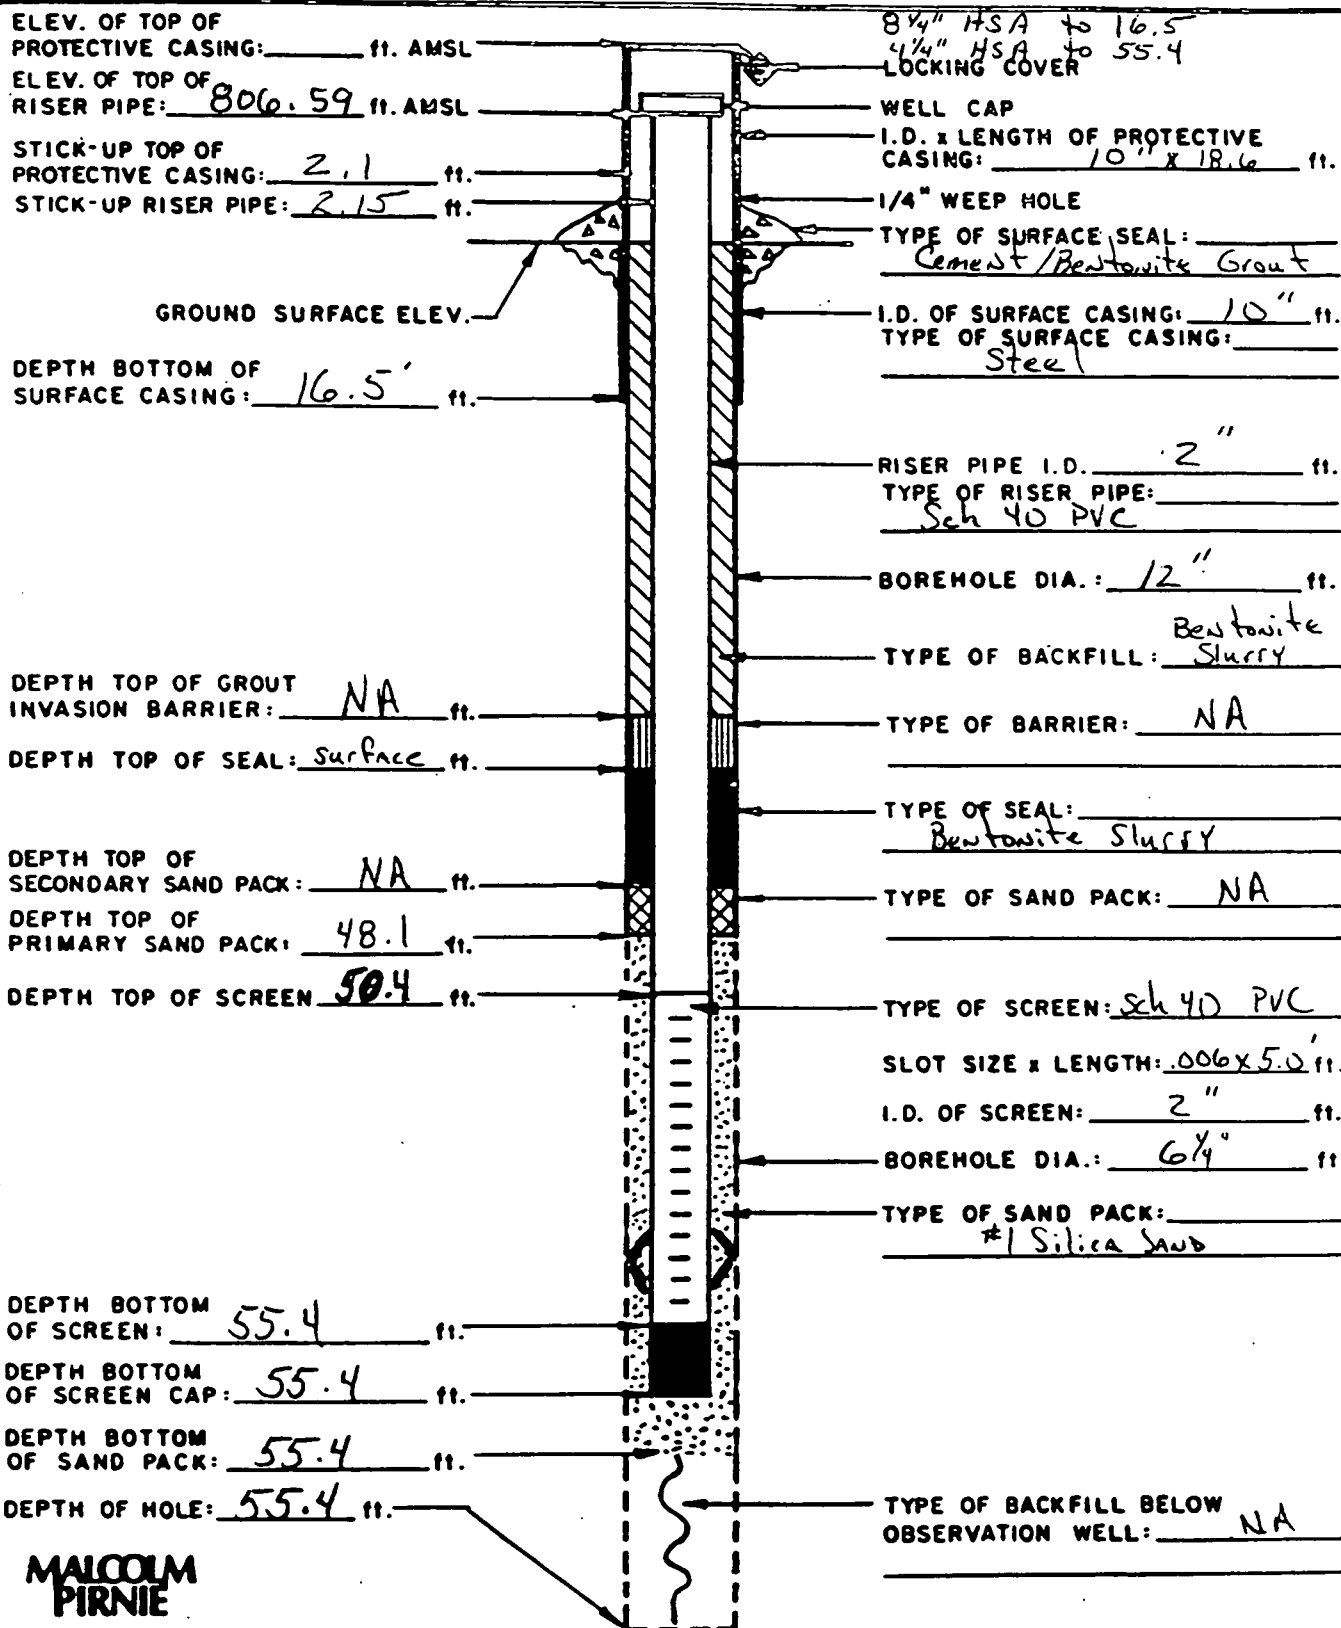 8 1/4" HSA to 16.5
4 1/4" HSA to 55.4
ELEV. OF TOP OF
PROTECTIVE CASING: ft. AMSL
LOCKING COVER
ELEV. OF TOP OF
RISER PIPE: 806.59 ft. AMSL
WELL CAP
I.D. x LENGTH OF PROTECTIVE
CASING: 10" x 18.6 ft.
STICK-UP TOP OF
PROTECTIVE CASING: 2.1 ft.
STICK-UP RISER PIPE: 2.15 ft.
1/4" WEEP HOLE
TYPE OF SURFACE SEAL:
Cement/Bentonite Grout
GROUND SURFACE ELEV.
I.D. OF SURFACE CASING: 10" ft.
TYPE OF SURFACE CASING:
Steel
DEPTH BOTTOM OF
SURFACE CASING: 16.5' ft.
RISER PIPE I.D. 2" ft.
TYPE OF RISER PIPE:
Sch 40 PVC
BOREHOLE DIA.: 12" ft.
Bentonite
TYPE OF BACKFILL: Slurry
DEPTH TOP OF GROUT
INVASION BARRIER: NA ft.
TYPE OF BARRIER: NA
DEPTH TOP OF SEAL: surface ft.
TYPE OF SEAL:
Bentonite Slurry
DEPTH TOP OF
SECONDARY SAND PACK: NA ft.
TYPE OF SAND PACK: NA
DEPTH TOP OF
PRIMARY SAND PACK: 48.1 ft.
DEPTH TOP OF SCREEN 50.4 ft.
TYPE OF SCREEN: Sch 40 PVC
SLOT SIZE x LENGTH: .006 x 5.0' ft.
I.D. OF SCREEN: 2" ft.
BOREHOLE DIA.: 6 1/4" ft
TYPE OF SAND PACK:
#1 Silica SAND
DEPTH BOTTOM
OF SCREEN: 55.4 ft.
DEPTH BOTTOM
OF SCREEN CAP: 55.4 ft.
DEPTH BOTTOM
OF SAND PACK: 55.4 ft.
DEPTH OF HOLE: 55.4 ft.
TYPE OF BACKFILL BELOW
OBSERVATION WELL: NA
MALCOLM
PIRNIE